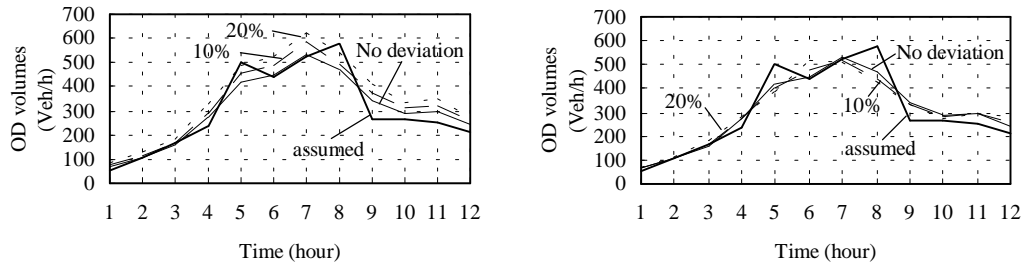 700
600
500
400
300
200
100
0
OD volumes
(Veh/h)
20%
10%
No deviation
assumed
1 2 3 4 5 6 7 8 9 10 11 12
Time (hour)
700
600
500
400
300
200
100
0
OD volumes
(Veh/h)
No deviation
20%
10%
assumed
1 2 3 4 5 6 7 8 9 10 11 12
Time (hour)